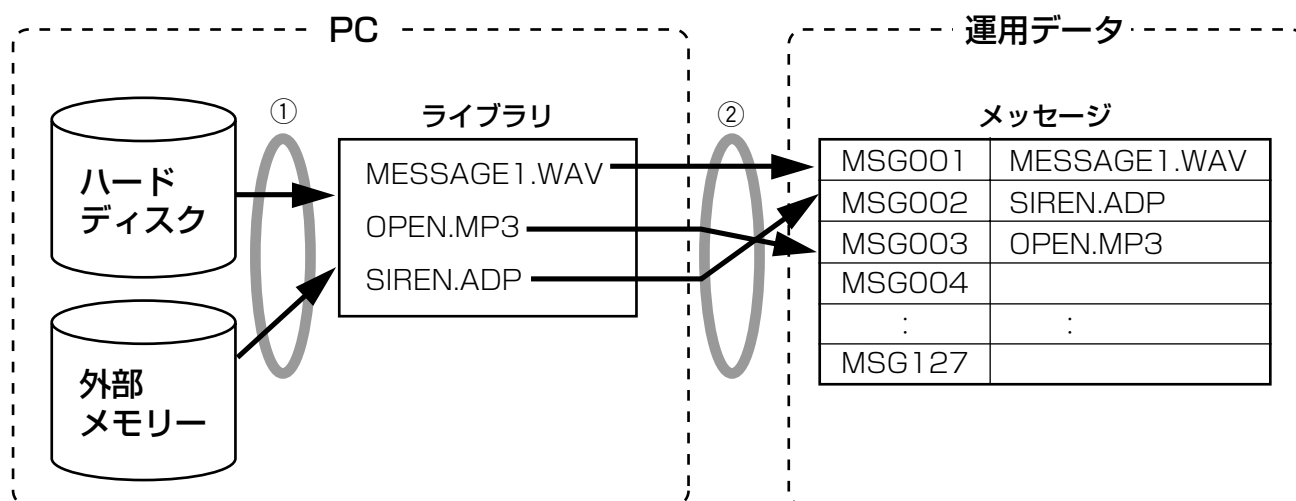 PC
運用データ
①
ライブラリ
②
メッセージ
ハード
ディスク
MESSAGE1.WAV
OPEN.MP3
SIREN.ADP
外部
メモリー
MSG001 MESSAGE1.WAV
MSG002 SIREN.ADP
MSG003 OPEN.MP3
MSG004
: :
MSG127